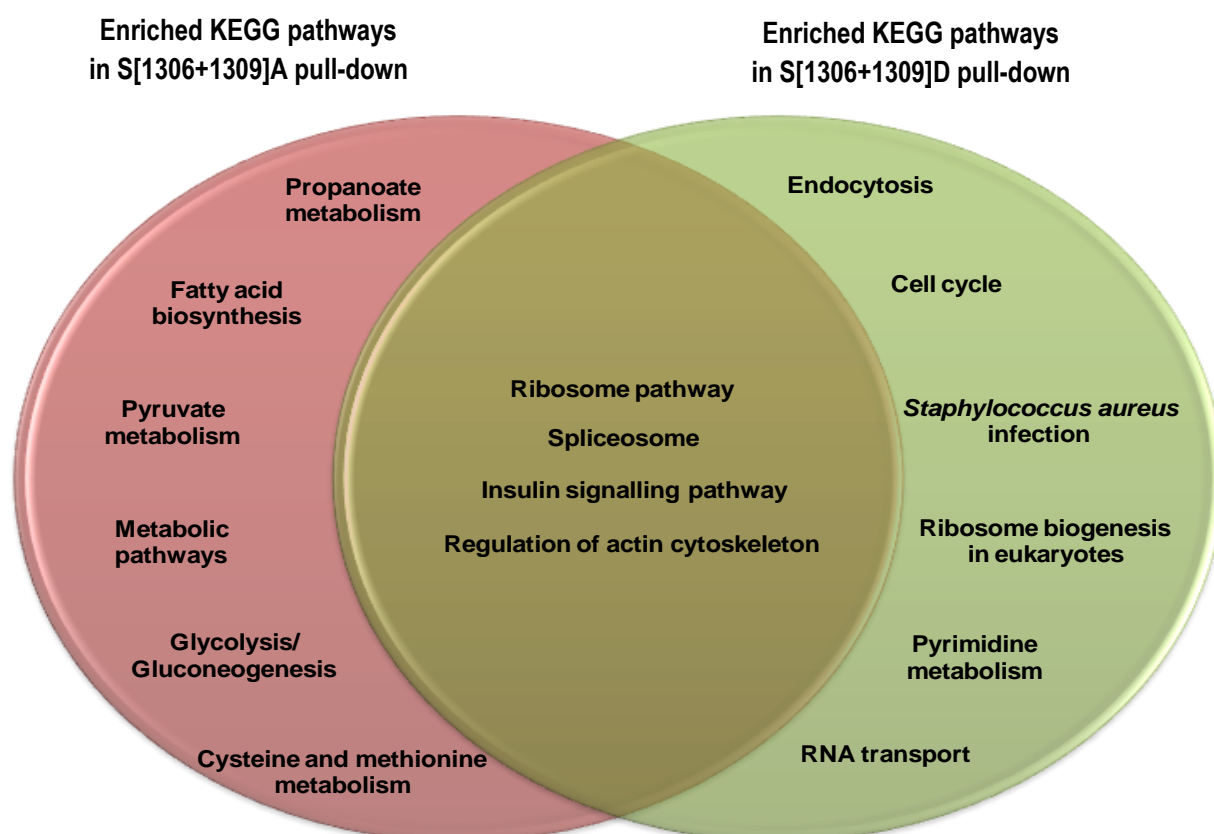 Enriched KEGG pathways
in S[1306+1309]A pull-down
Enriched KEGG pathways
in S[1306+1309]D pull-down
Propanoate
metabolism
Fatty acid
biosynthesis
Pyruvate
metabolism
Metabolic
pathways
Glycolysis/
Gluconeogenesis
Cysteine and methionine
metabolism
Ribosome pathway
Spliceosome
Insulin signalling pathway
Regulation of actin cytoskeleton
Endocytosis
Cell cycle
Staphylococcus aureus
infection
Ribosome biogenesis
in eukaryotes
Pyrimidine
metabolism
RNA transport